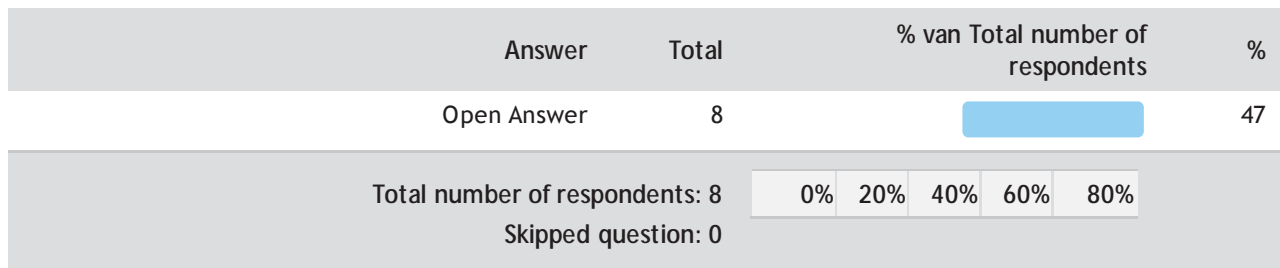 Answer Total % van Total number of respondents %
Open Answer 8 47
Total number of respondents: 8 0% 20% 40% 60% 80%
Skipped question: 0